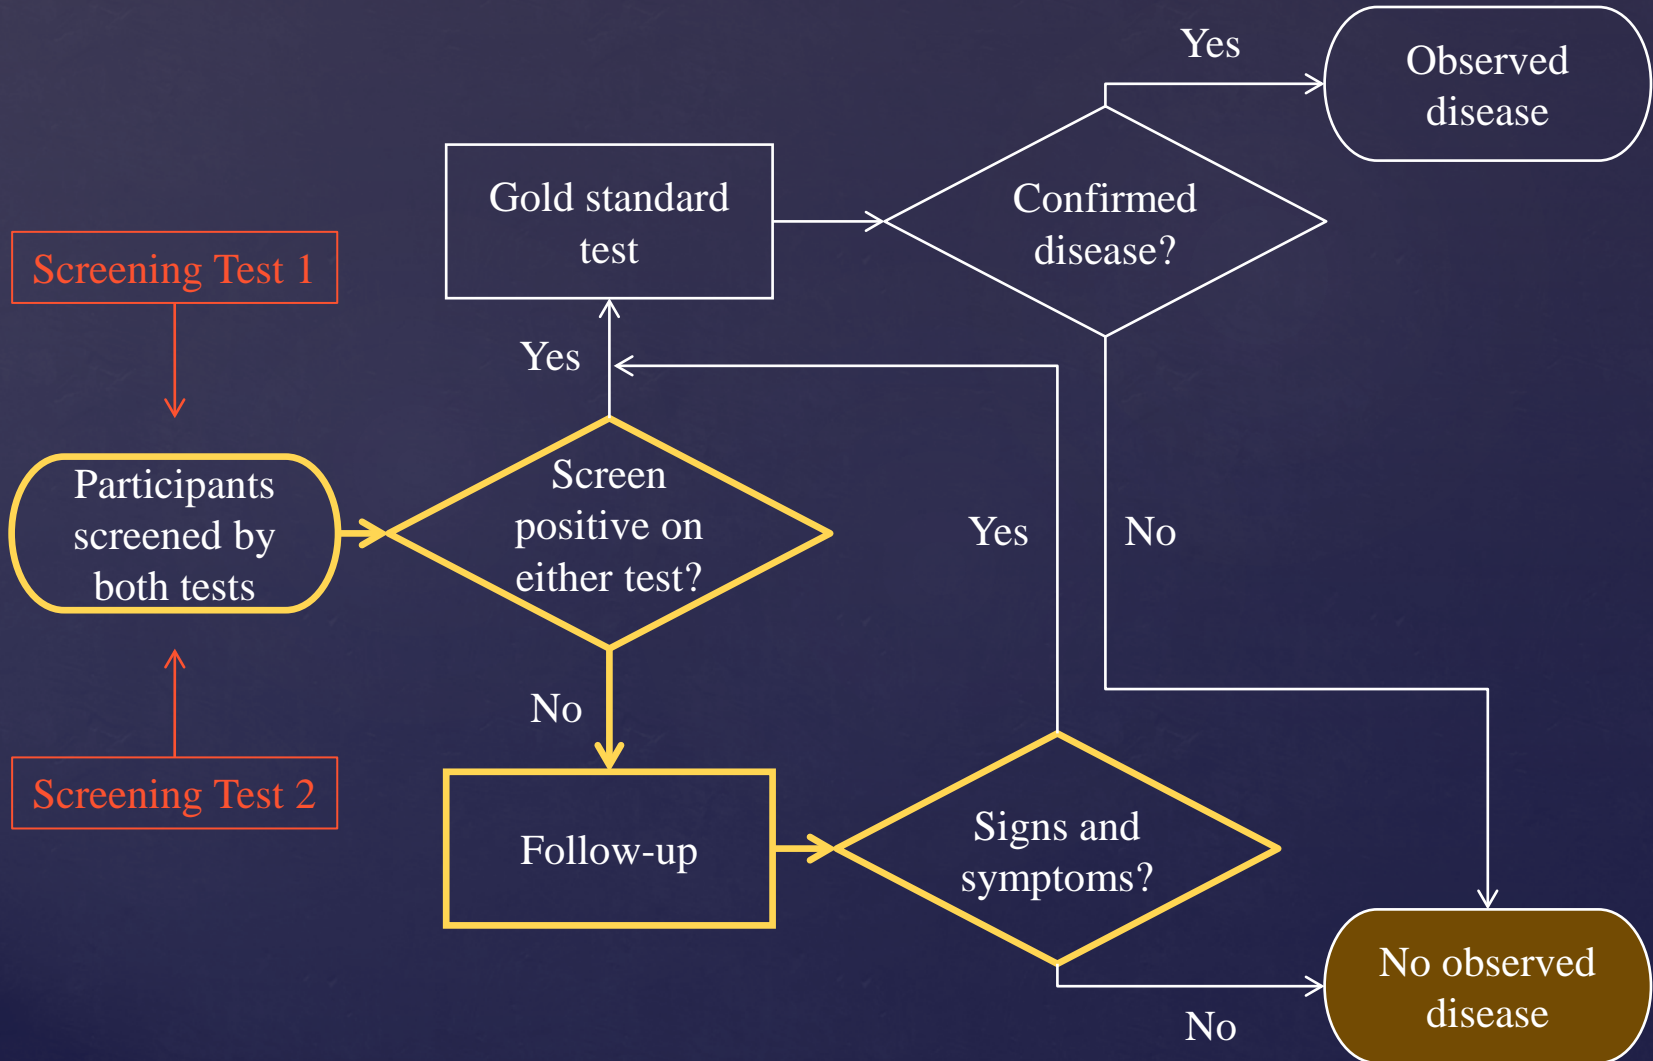 Yes
Observed
disease
Gold standard
test
Confirmed
disease?
Screening Test 1
Yes
Participants
screened by
both tests
Screen
positive on
either test?
Yes
No
No
Screening Test 2
Follow-up
Signs and
symptoms?
No observed
disease
No